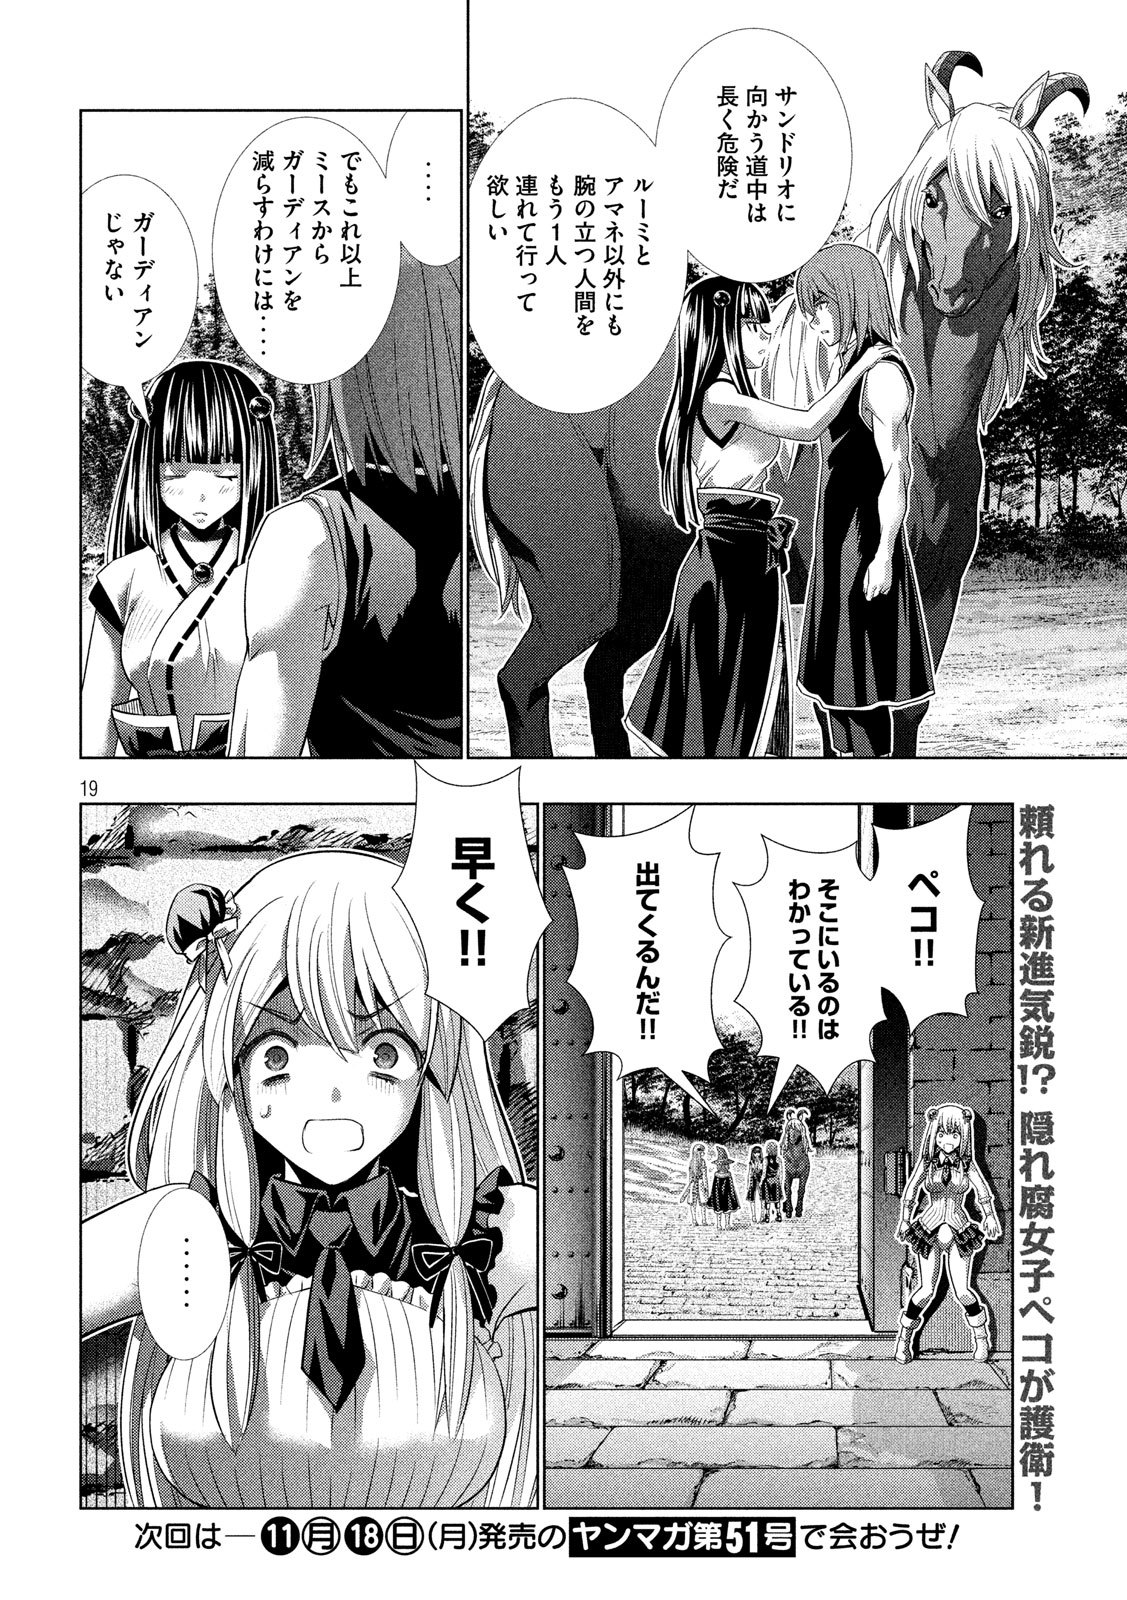 サンドリオに
向かう道中は
長く危険だ
ルーミと
アマネ以外にも
腕の立つ人間を
もう1人
連れて行って
欲しい
‥‥
でもこれ以上
ミースから
ガーディアンを
減らすわけには‥‥
ガーディアン
じゃない
19
ペコ!!
そこにいるのは
わかっている!!
出てくるんだ!!
早く!!
‥‥‥
頼れる新進気鋭!? 隠れ腐女子ペコが護衛!
次回は―11月18日(月)発売のヤンマガ第51号で会おうぜ!